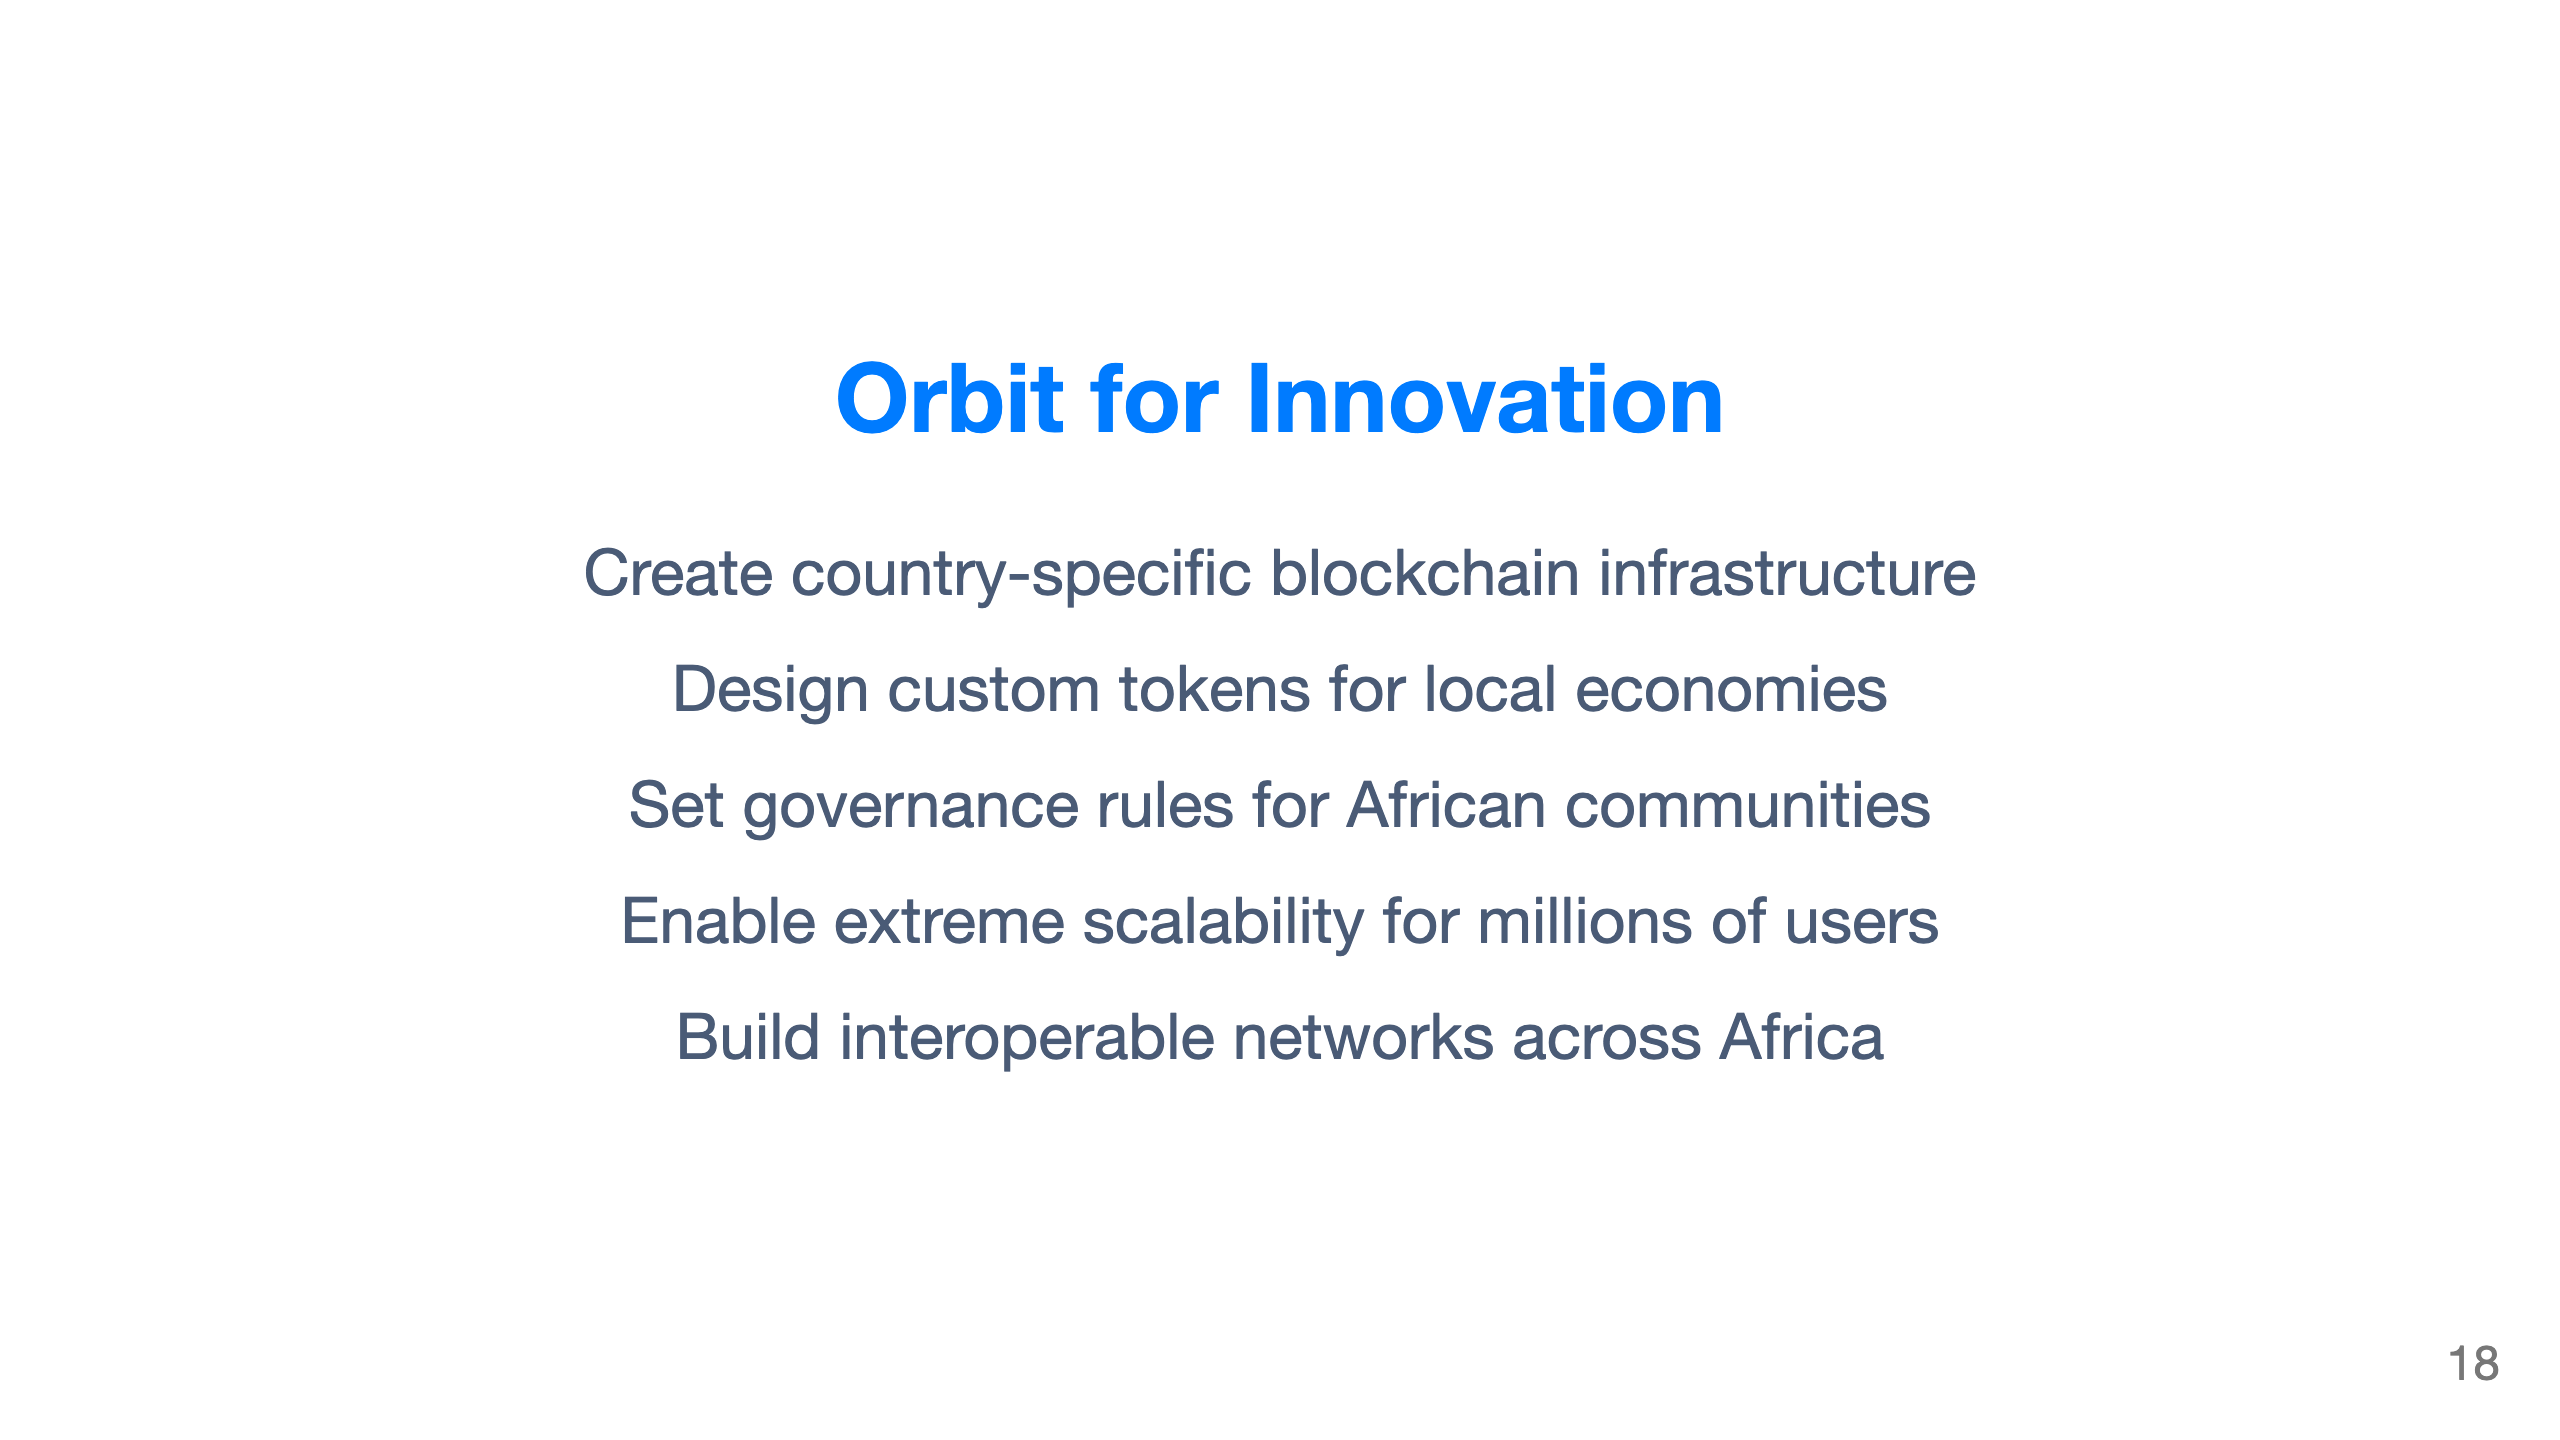 Orbit for Innovation
Create country-specific blockchain infrastructure
Design custom tokens for local economies
Set governance rules for African communities
Enable extreme scalability for millions of users
Build interoperable networks across Africa
18